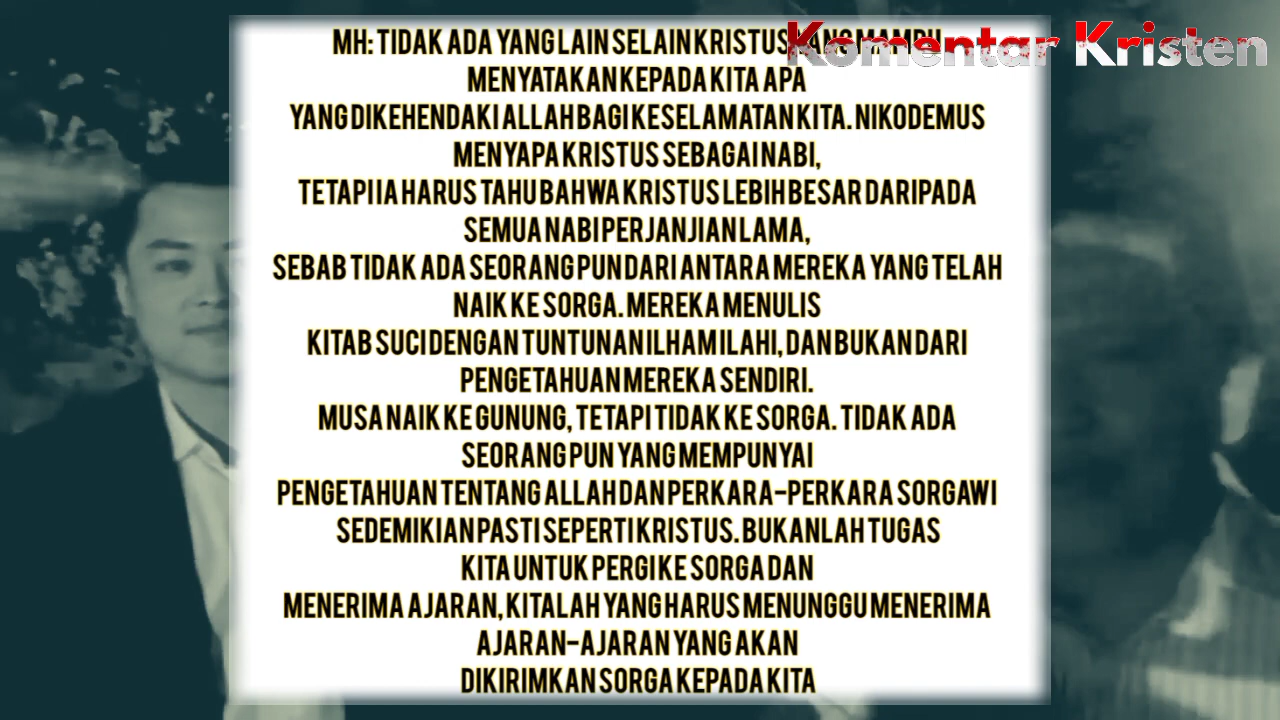 Komentar Kristen
MH: TIDAK ADA YANG LAIN SELAIN KRISTUS YANG MAMPU
MENYATAKAN KEPADA KITA APA
YANG DIKEHENDAKI ALLAH BAGI KESELAMATAN KITA. NIKODEMUS
MENYAPA KRISTUS SEBAGAI NABI,
TETAPI IA HARUS TAHU BAHWA KRISTUS LEBIH BESAR DARIPADA
SEMUA NABI PERJANJIAN LAMA,
SEBAB TIDAK ADA SEORANG PUN DARI ANTARA MEREKA YANG TELAH
NAIK KE SORGA. MEREKA MENULIS
KITAB SUCI DENGAN TUNTUNAN ILHAM ILAHI, DAN BUKAN DARI
PENGETAHUAN MEREKA SENDIRI.
MUSA NAIK KE GUNUNG, TETAPI TIDAK KE SORGA. TIDAK ADA
SEORANG PUN YANG MEMPUNYAI
PENGETAHUAN TENTANG ALLAH DAN PERKARA-PERKARA SORGAWI
SEDEMIKIAN PASTI SEPERTI KRISTUS. BUKANLAH TUGAS
KITA UNTUK PERGI KE SORGA DAN
MENERIMA AJARAN, KITALAH YANG HARUS MENUNGGU MENERIMA
AJARAN-AJARAN YANG AKAN
DIKIRIMKAN SORGA KEPADA KITA